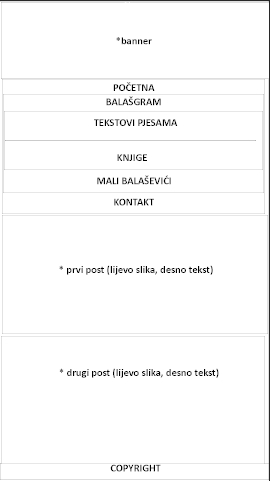 *banner
POČETNA
BALAŠGRAM
TEKSTOVI PJESAMA
KNJIGE
MALI BALAŠEVIĆI
KONTAKT
* prvi post (lijevo slika, desno tekst)
* drugi post (lijevo slika, desno tekst)
COPYRIGHT